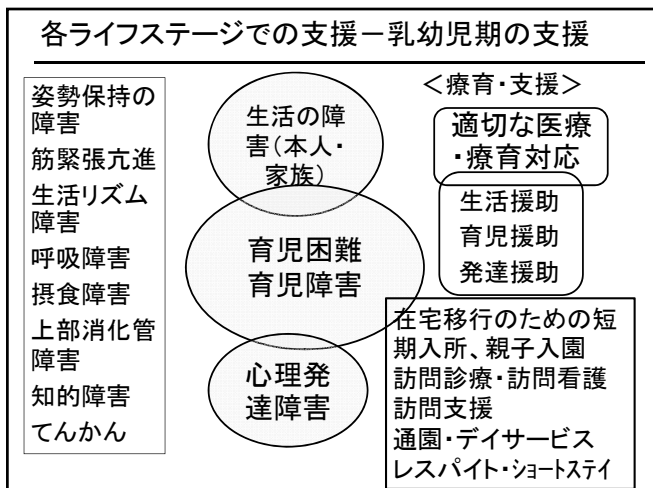 各ライフステージでの支援－乳幼児期の支援
姿勢保持の
障害
筋緊張亢進
生活リズム
障害
呼吸障害
摂食障害
上部消化管
障害
知的障害
てんかん
生活の障
害(本人・
家族)
育児困難
育児障害
心理発
達障害
＜療育・支援＞
適切な医療
・療育対応
生活援助
育児援助
発達援助
在宅移行のための短
期入所、親子入園
訪問診療・訪問看護
訪問支援
通園・デイサービス
レスパイト・ｼｮｰﾄｽﾃｲ